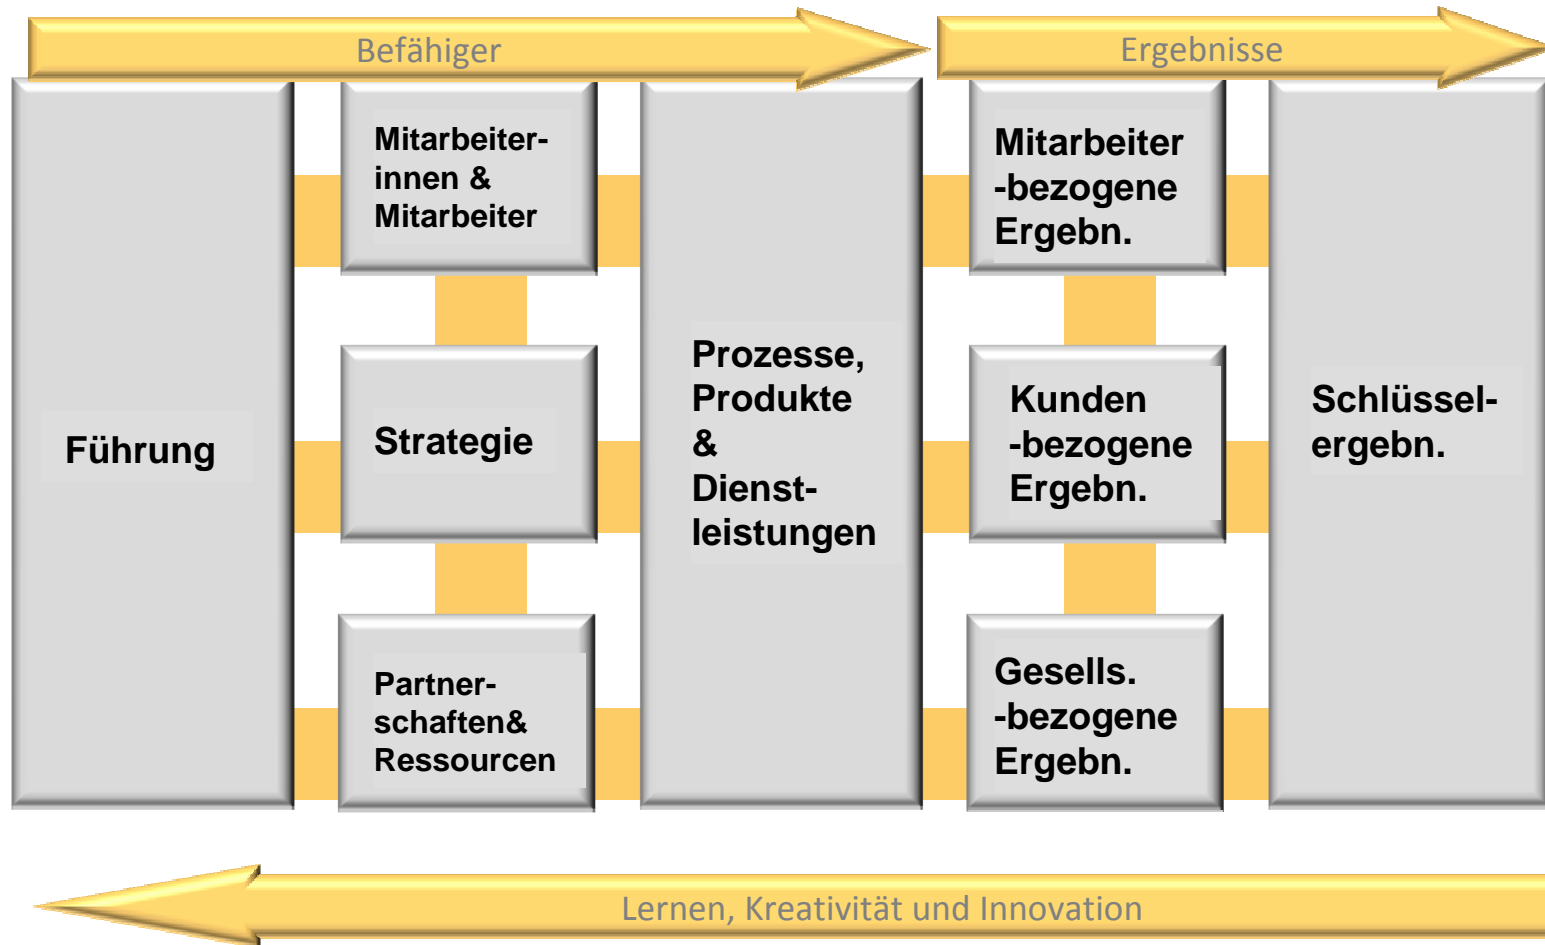 Befähiger
Ergebnisse
Führung
Mitarbeiter-
innen &
Mitarbeiter
Strategie
Partner-
schaften&
Ressourcen
Prozesse,
Produkte
&
Dienst-
leistungen
Mitarbeiter
-bezogene
Ergebn.
Kunden
-bezogene
Ergebn.
Gesells.
-bezogene
Ergebn.
Schlüssel-
ergebn.
Lernen, Kreativität und Innovation